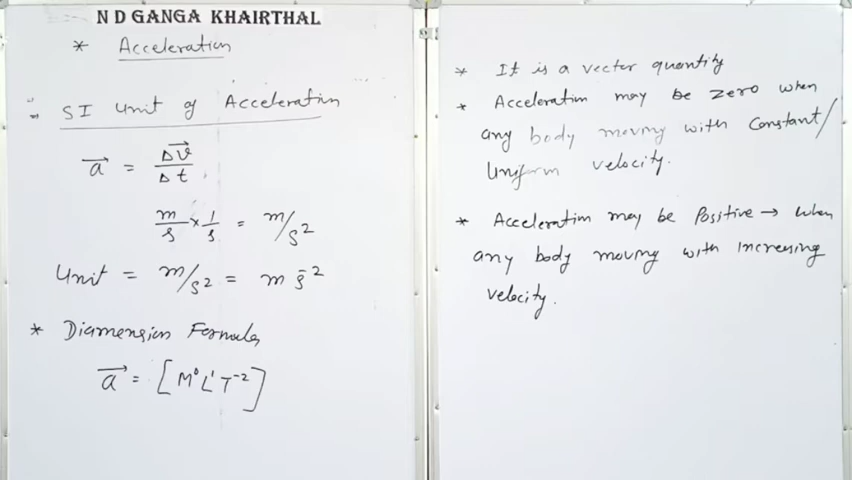 N D GANGA KHAIRTHAL
* Acceleration
SI Unit of Acceleration
a⃗ = Δv⃗/Δt
m/s × 1/s = m/s²
Unit = m/s² = m s⁻²
* Diamension Formula
a⃗ = [M⁰L¹T⁻²]
* It is a vector quantity
* Acceleration may be zero when
any body moving with Constant/
Uniform velocity.
* Acceleration may be Positive → when
any body moving with increasing
velocity.